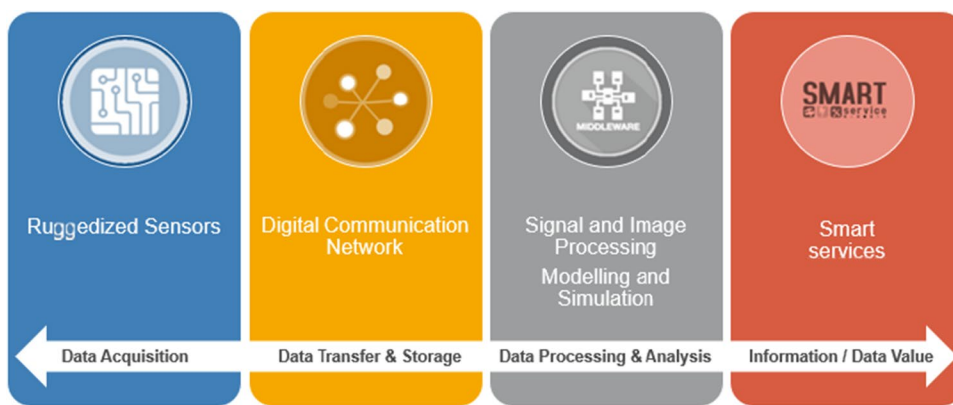 MIDDLEWARE
SMART
service
Ruggedized Sensors
Digital Communication
Network
Signal and Image
Processing
Modelling and
Simulation
Smart
services
Data Acquisition
Data Transfer & Storage
Data Processing & Analysis
Information / Data Value